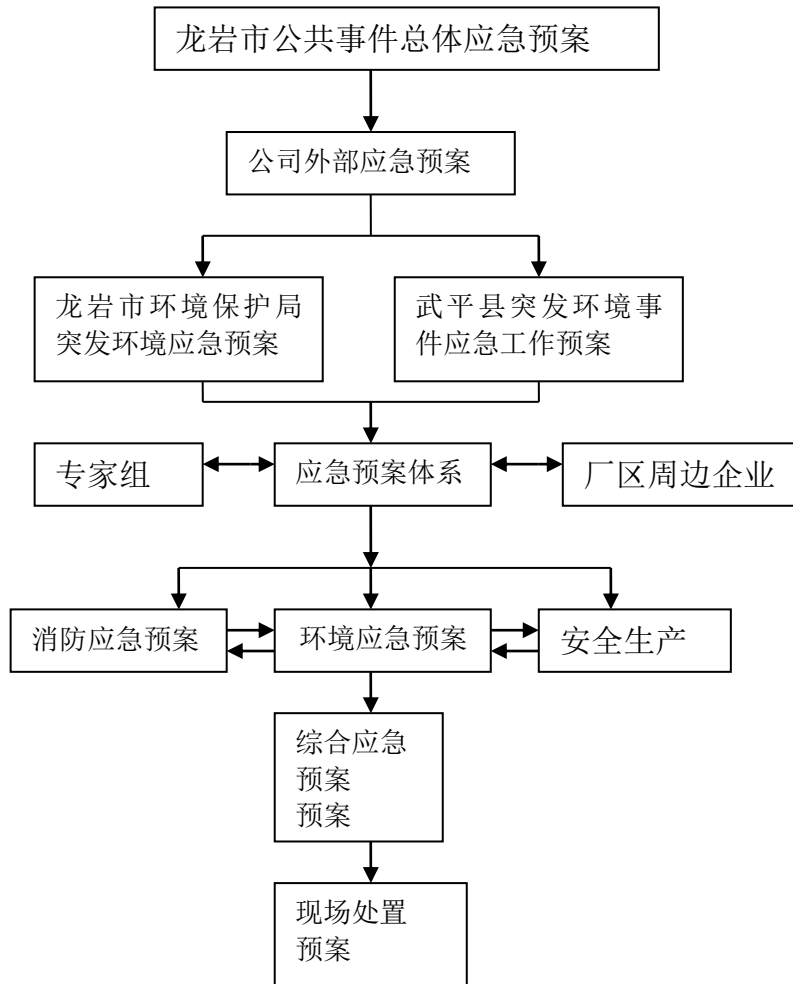 龙岩市公共事件总体应急预案
公司外部应急预案
龙岩市环境保护局
突发环境应急预案
武平县突发环境事
件应急工作预案
专家组
应急预案体系
厂区周边企业
消防应急预案
环境应急预案
安全生产
综合应急
预案
预案
现场处置
预案